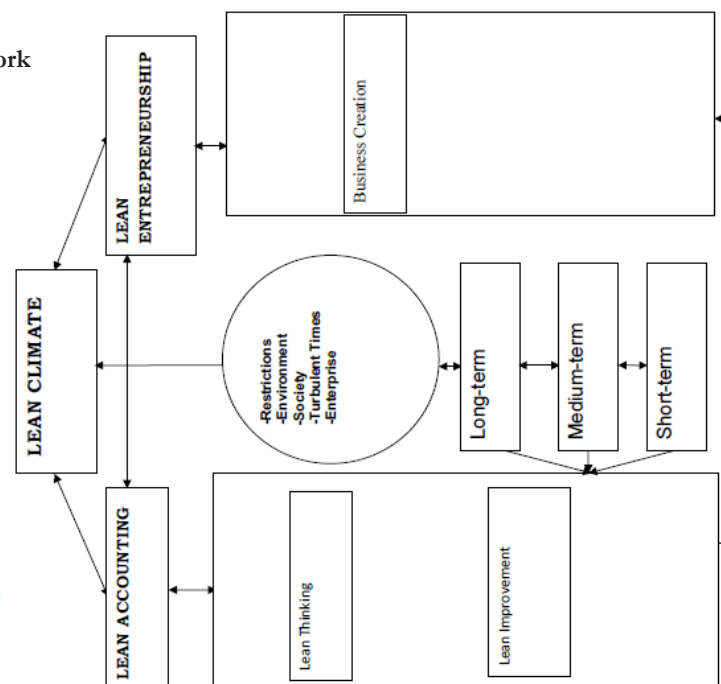 ork
LEAN CLIMATE
LEAN ACCOUNTING
LEAN
ENTREPRENEURSHIP
-Restrictions
-Environment
-Society
-Turbulent Times
-Enterprise
Lean Thinking
Lean Improvement
Long-term
Medium-term
Short-term
Business Creation